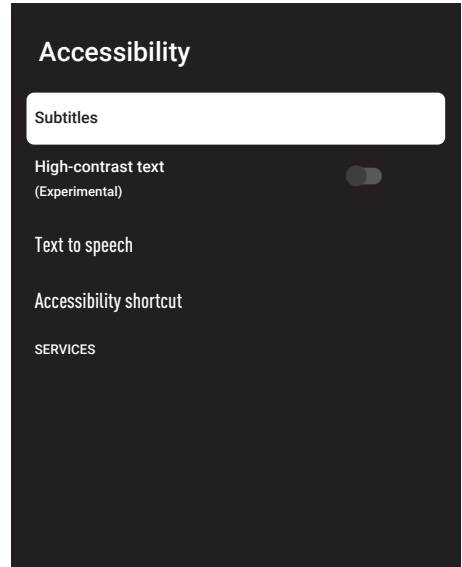 Accessibility
Subtitles
High-contrast text
(Experimental)
Text to speech
Accessibility shortcut
SERVICES